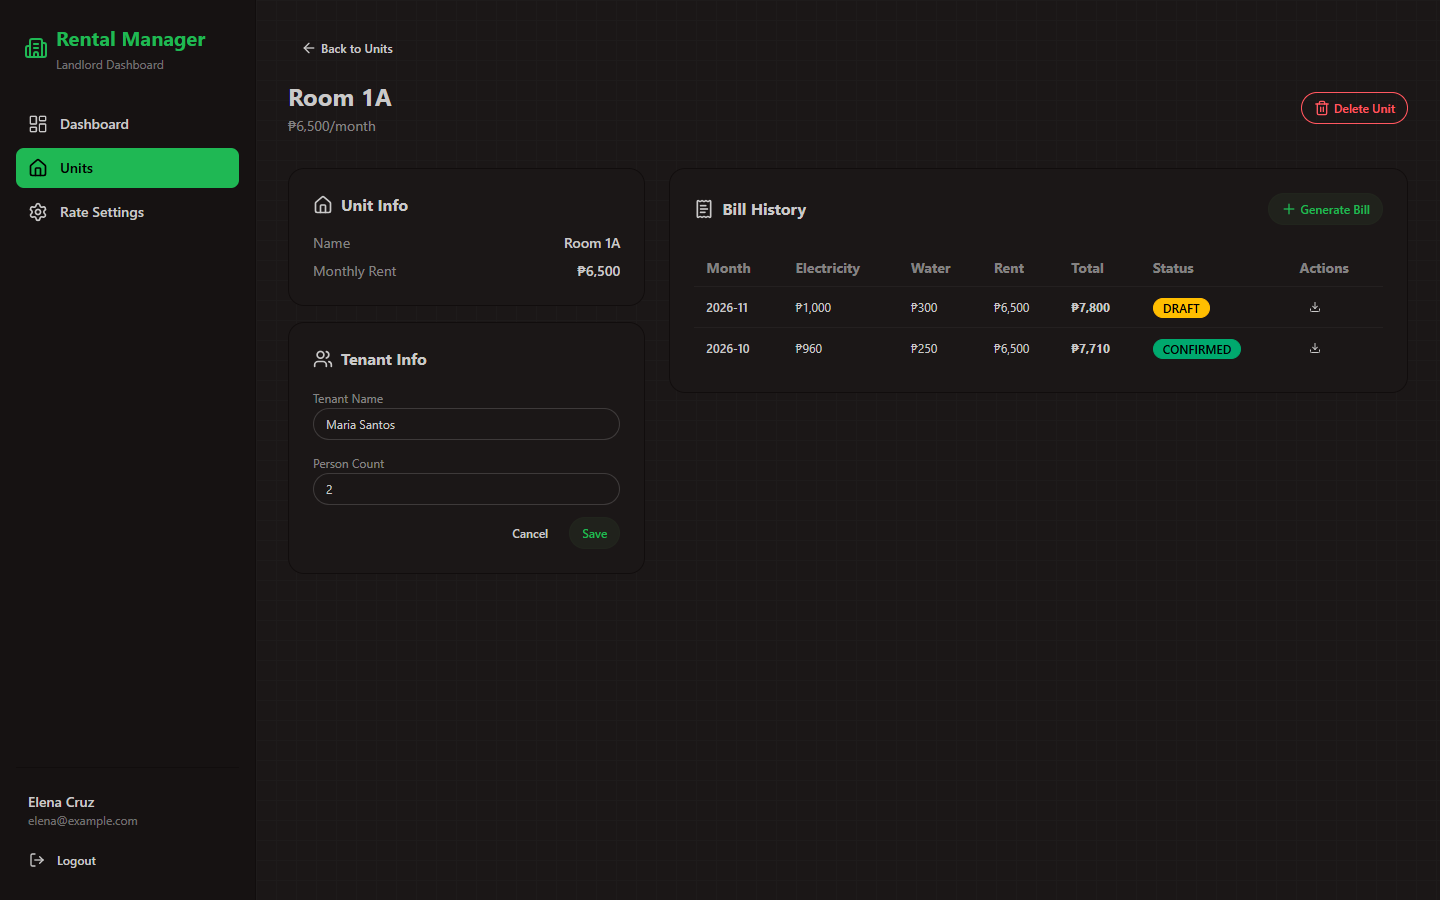 Rental Manager
Landlord Dashboard
Dashboard
Units
Rate Settings
Elena Cruz
elena@example.com
Logout
Back to Units
Room 1A
₱6,500/month
Delete Unit
Unit Info
Name Room 1A
Monthly Rent ₱6,500
Tenant Info
Tenant Name
Maria Santos
Person Count
2
Cancel Save
Bill History
Generate Bill
Month Electricity Water Rent Total Status Actions
2026-11 ₱1,000 ₱300 ₱6,500 ₱7,800 DRAFT
2026-10 ₱960 ₱250 ₱6,500 ₱7,710 CONFIRMED